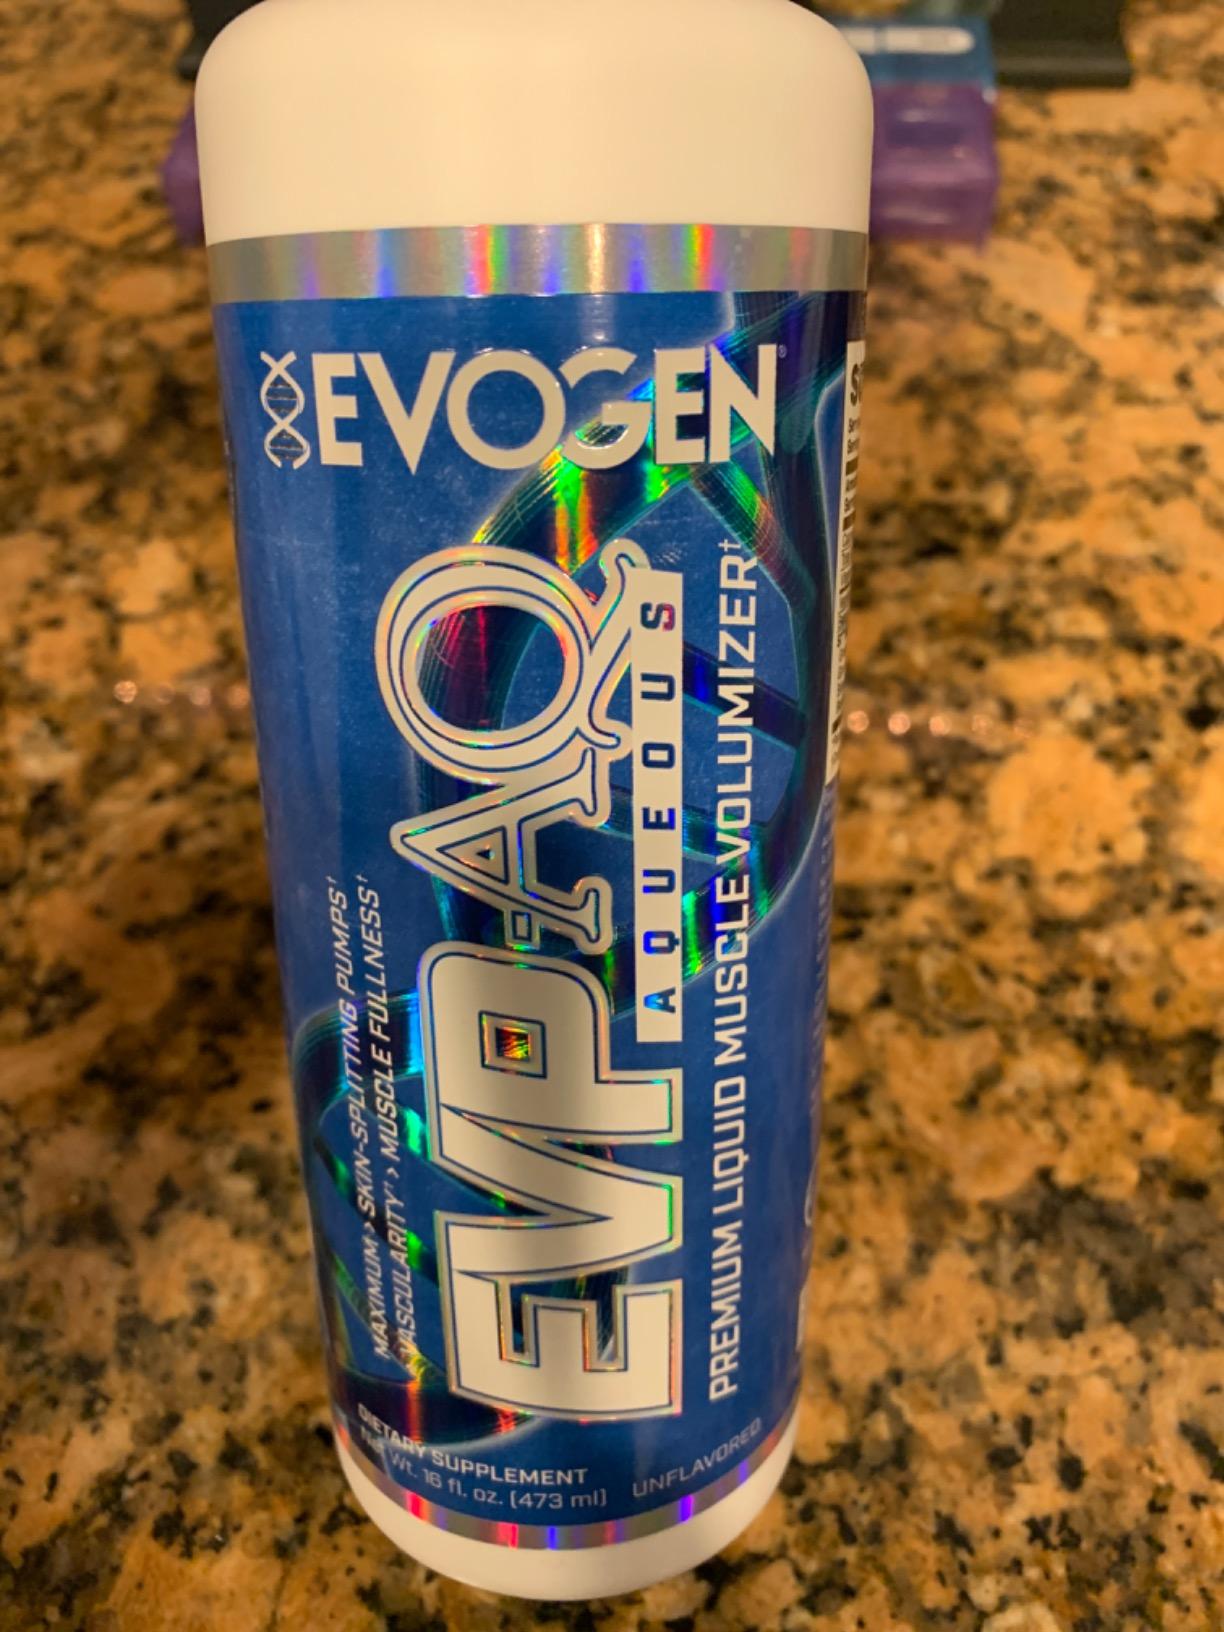 EVOGEN®
EVP-AQ
AQUEOUS
PREMIUM LIQUID MUSCLE VOLUMIZER†
MAXIMUM › SKIN-SPLITTING PUMPS†
VASCULARITY† › MUSCLE FULLNESS†
DIETARY SUPPLEMENT
Net Wt. 16 fl. oz. (473 ml)
UNFLAVORED